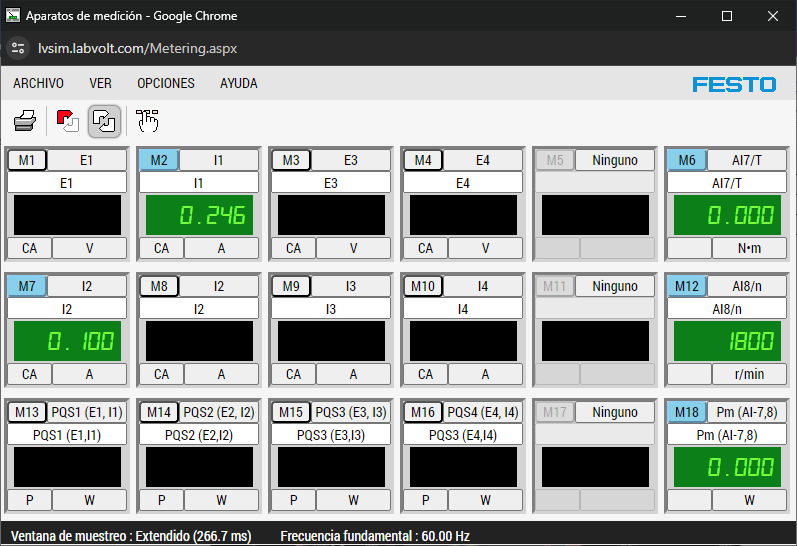 Aparatos de medición - Google Chrome
lvsim.labvolt.com/Metering.aspx
ARCHIVO VER OPCIONES AYUDA
FESTO
M1 E1 M2 I1 M3 E3 M4 E4 M5 Ninguno M6 AI7/T
E1 I1 E3 E4 AI7/T
0.246 0.000
CA V CA A CA V CA V N•m
M7 I2 M8 I2 M9 I3 M10 I4 M11 Ninguno M12 AI8/n
I2 I2 I3 I4 AI8/n
0.100 1800
CA A CA A CA A CA A r/min
M13 PQS1 (E1, I1) M14 PQS2 (E2, I2) M15 PQS3 (E3, I3) M16 PQS4 (E4, I4) M17 Ninguno M18 Pm (AI-7,8)
PQS1 (E1,I1) PQS2 (E2,I2) PQS3 (E3,I3) PQS3 (E4,I4) Pm (AI-7,8)
0.000
P W P W P W P W W
Ventana de muestreo : Extendido (266.7 ms) Frecuencia fundamental : 60.00 Hz